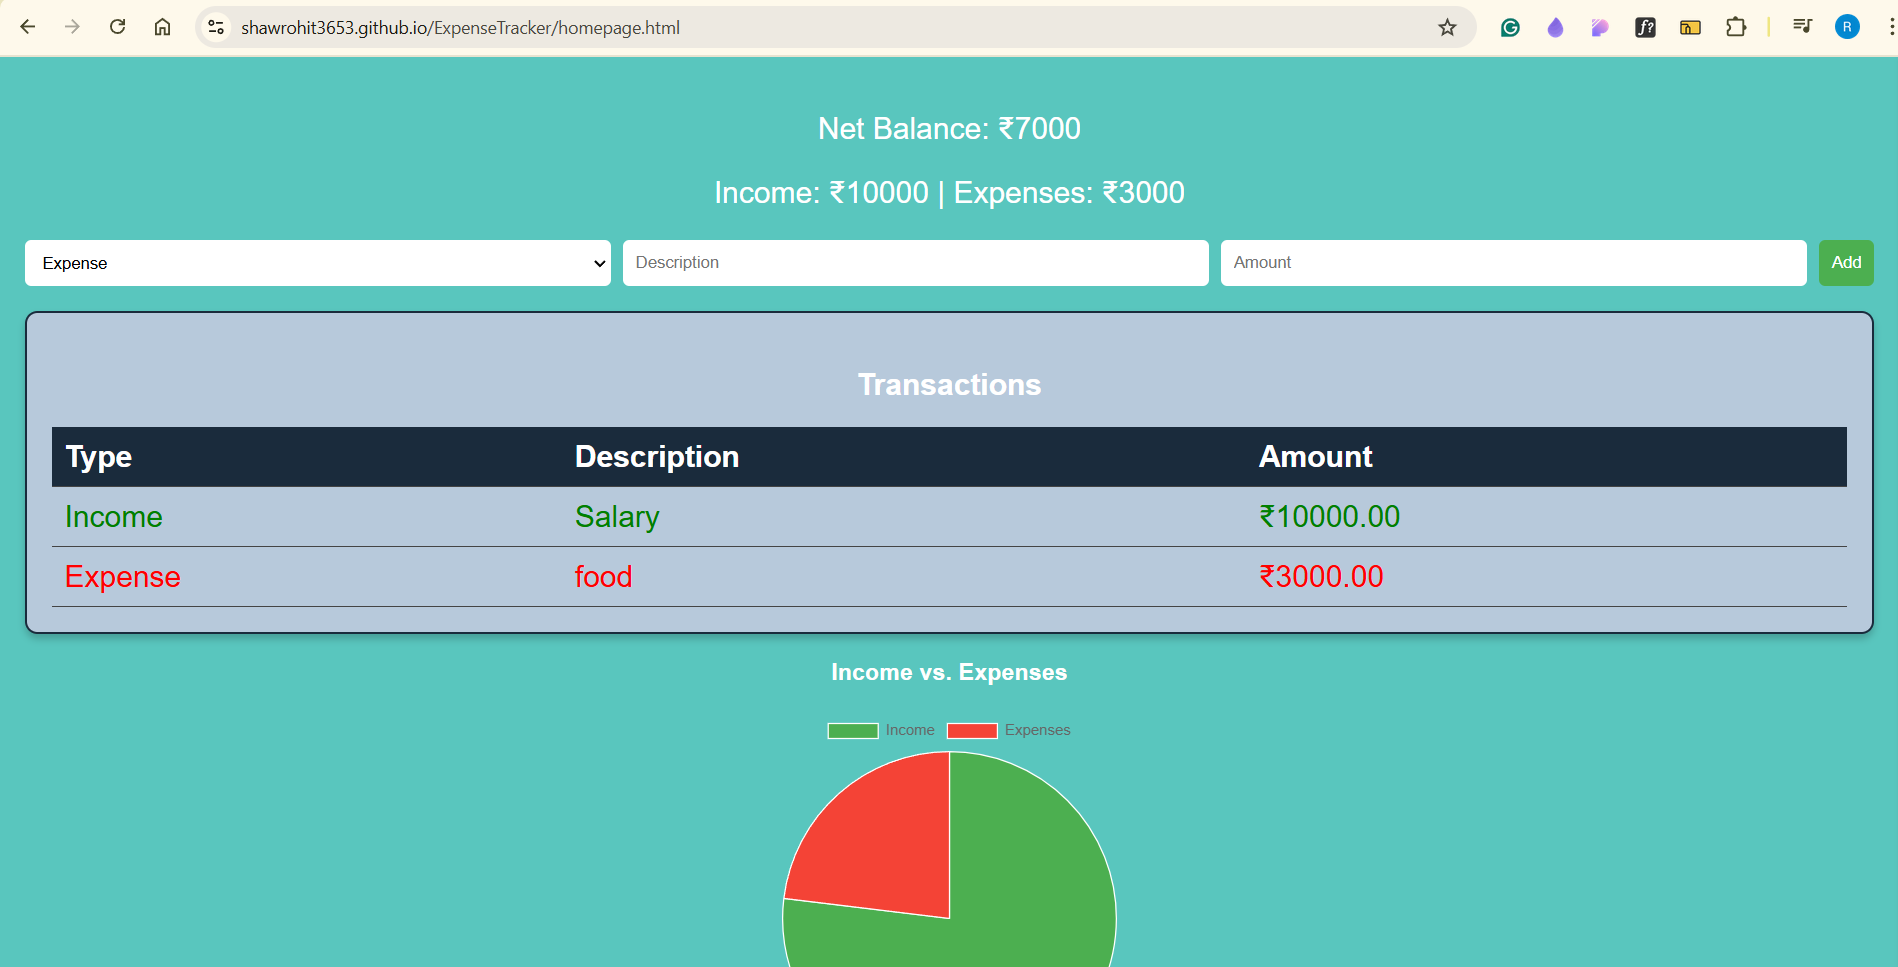 shawrohit3653.github.io/ExpenseTracker/homepage.html
R
Net Balance: ₹7000
Income: ₹10000 | Expenses: ₹3000
Expense Description Amount Add
Transactions
Type Description Amount
Income Salary ₹10000.00
Expense food ₹3000.00
Income vs. Expenses
Income Expenses